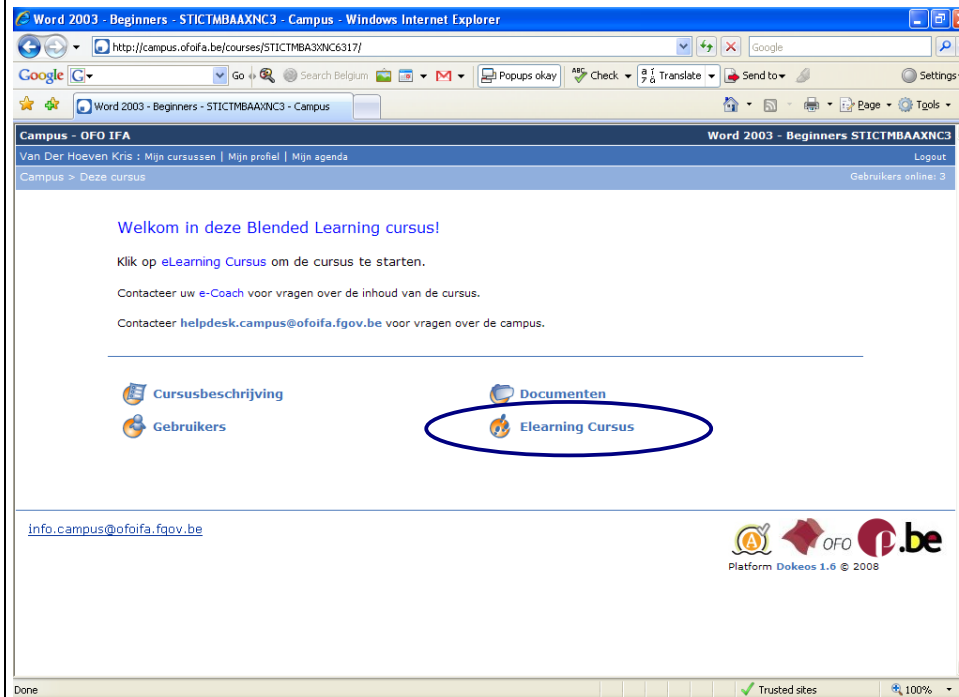 Word 2003 - Beginners - STICTMBAAXNC3 - Campus - Windows Internet Explorer
http://campus.ofoifa.be/courses/STICTMBA3XNC6317/
Google
Google G Go Search Belgium Popups okay ABC Check Translate Send to Settings
Word 2003 - Beginners - STICTMBAAXNC3 - Campus
Page Tools
Campus - OFO IFA Word 2003 - Beginners STICTMBAAXNC3
Van Der Hoeven Kris : Mijn cursussen | Mijn profiel | Mijn agenda Logout
Campus > Deze cursus Gebruikers online: 3
Welkom in deze Blended Learning cursus!
Klik op eLearning Cursus om de cursus te starten.
Contacteer uw e-Coach voor vragen over de inhoud van de cursus.
Contacteer helpdesk.campus@ofoifa.fgov.be voor vragen over de campus.
Cursusbeschrijving Documenten
Gebruikers Elearning Cursus
info.campus@ofoifa.fgov.be
A OFO p .be
Platform Dokeos 1.6 © 2008
Done Trusted sites 100%